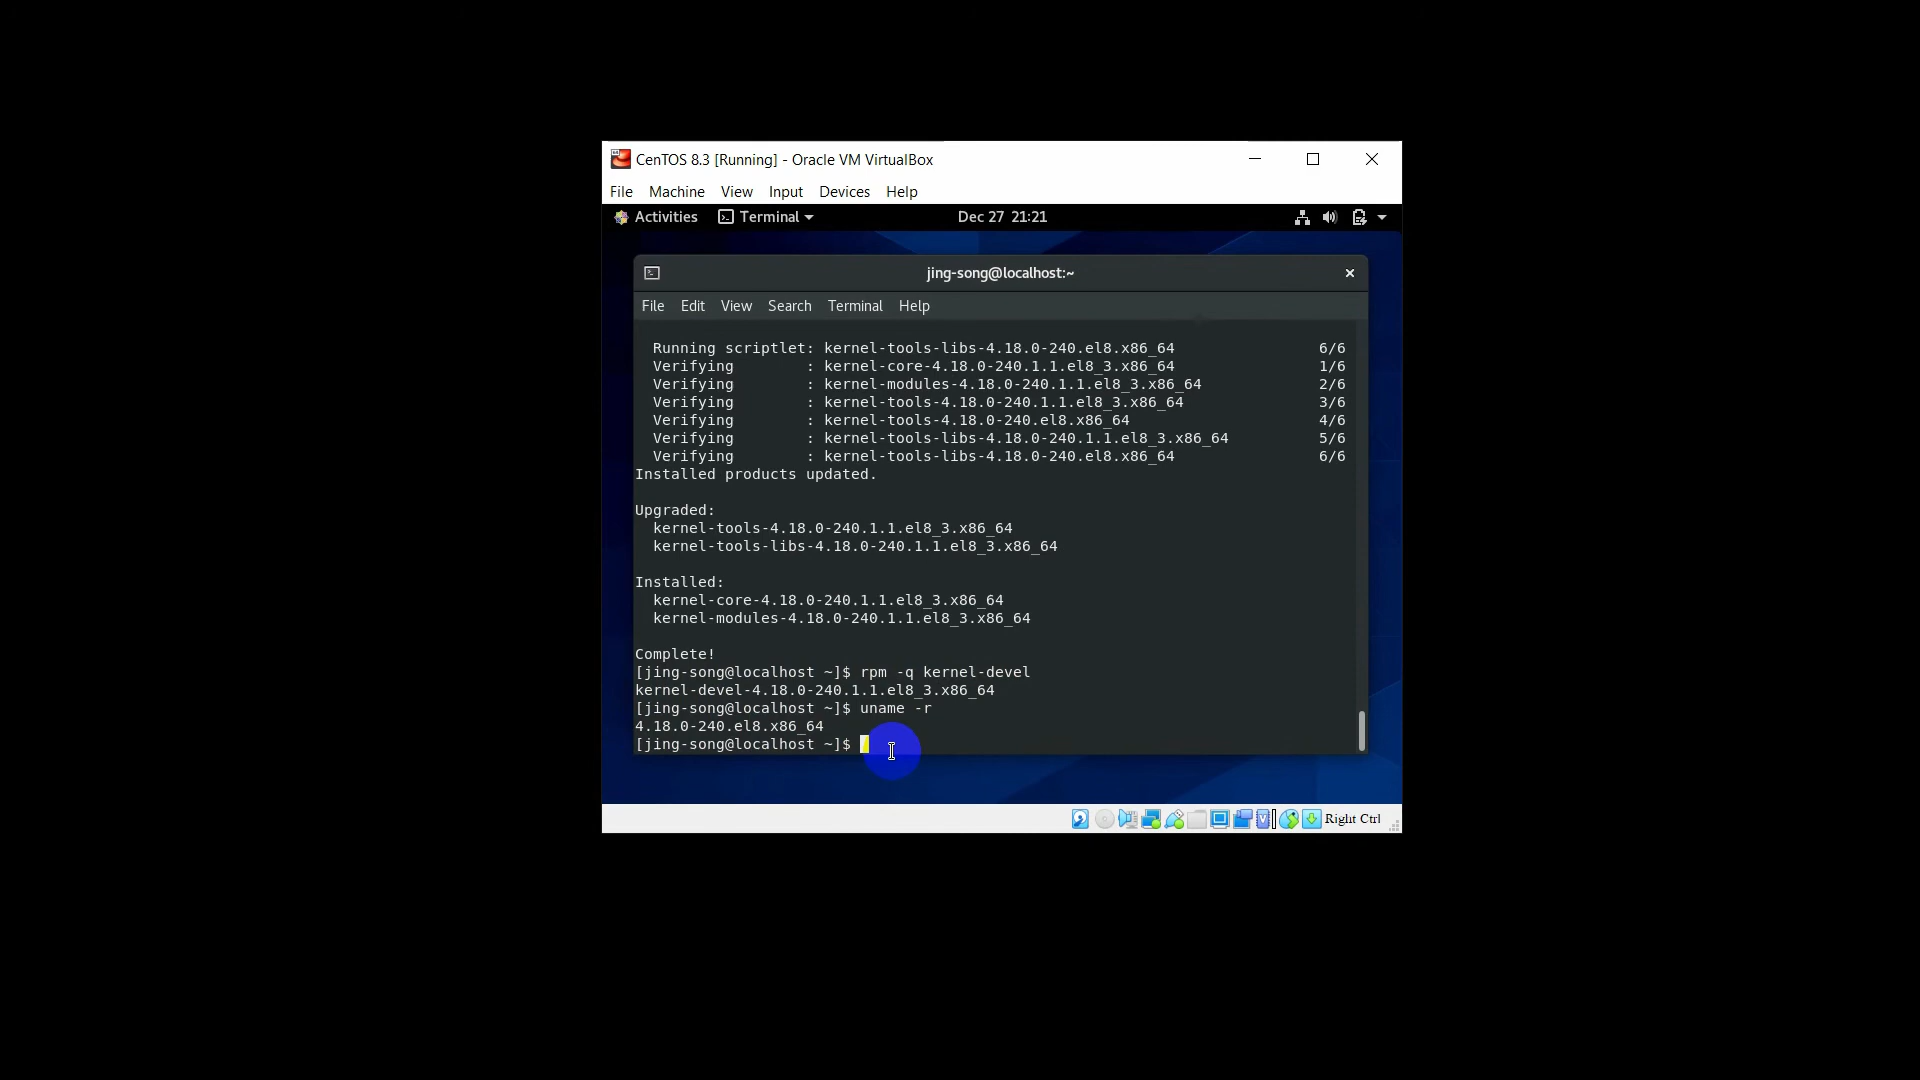 CenTOS 8.3 [Running] - Oracle VM VirtualBox
File Machine View Input Devices Help
Activities Terminal Dec 27 21:21
jing-song@localhost:~
File Edit View Search Terminal Help
Running scriptlet: kernel-tools-libs-4.18.0-240.el8.x86_64 6/6
Verifying : kernel-core-4.18.0-240.1.1.el8_3.x86_64 1/6
Verifying : kernel-modules-4.18.0-240.1.1.el8_3.x86_64 2/6
Verifying : kernel-tools-4.18.0-240.1.1.el8_3.x86_64 3/6
Verifying : kernel-tools-4.18.0-240.el8.x86_64 4/6
Verifying : kernel-tools-libs-4.18.0-240.1.1.el8_3.x86_64 5/6
Verifying : kernel-tools-libs-4.18.0-240.el8.x86_64 6/6
Installed products updated.
Upgraded:
kernel-tools-4.18.0-240.1.1.el8_3.x86_64
kernel-tools-libs-4.18.0-240.1.1.el8_3.x86_64
Installed:
kernel-core-4.18.0-240.1.1.el8_3.x86_64
kernel-modules-4.18.0-240.1.1.el8_3.x86_64
Complete!
[jing-song@localhost ~]$ rpm -q kernel-devel
kernel-devel-4.18.0-240.1.1.el8_3.x86_64
[jing-song@localhost ~]$ uname -r
4.18.0-240.el8.x86_64
[jing-song@localhost ~]$
Right Ctrl